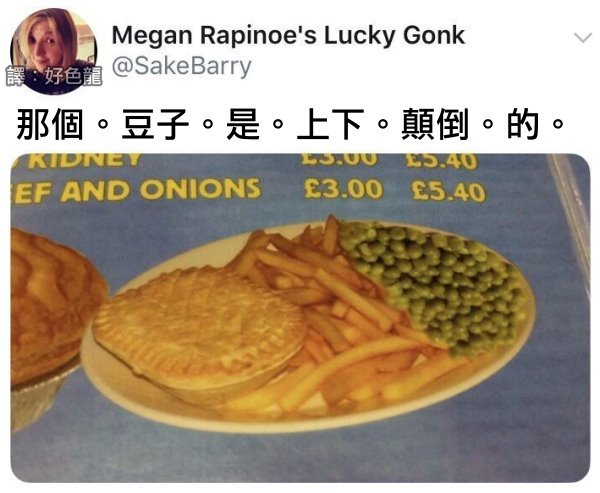 Megan Rapinoe's Lucky Gonk
@SakeBarry
譯：好色龍
那個。豆子。是。上下。顛倒。的。
KIDNEY £3.00 £5.40
EF AND ONIONS £3.00 £5.40